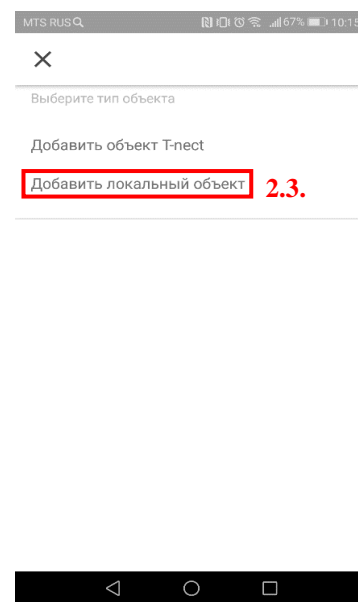 MTS RUS 67% 10:15
Выберите тип объекта
Добавить объект T-nect
Добавить локальный объект 2.3.